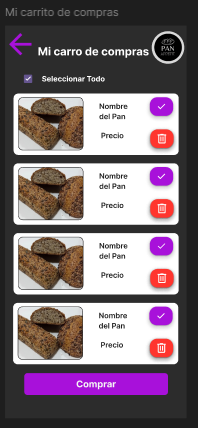 Mi carrito de compras
Mi carro de compras
PAN
Seleccionar Todo
Nombre
del Pan
Precio
Nombre
del Pan
Precio
Nombre
del Pan
Precio
Nombre
del Pan
Precio
Comprar